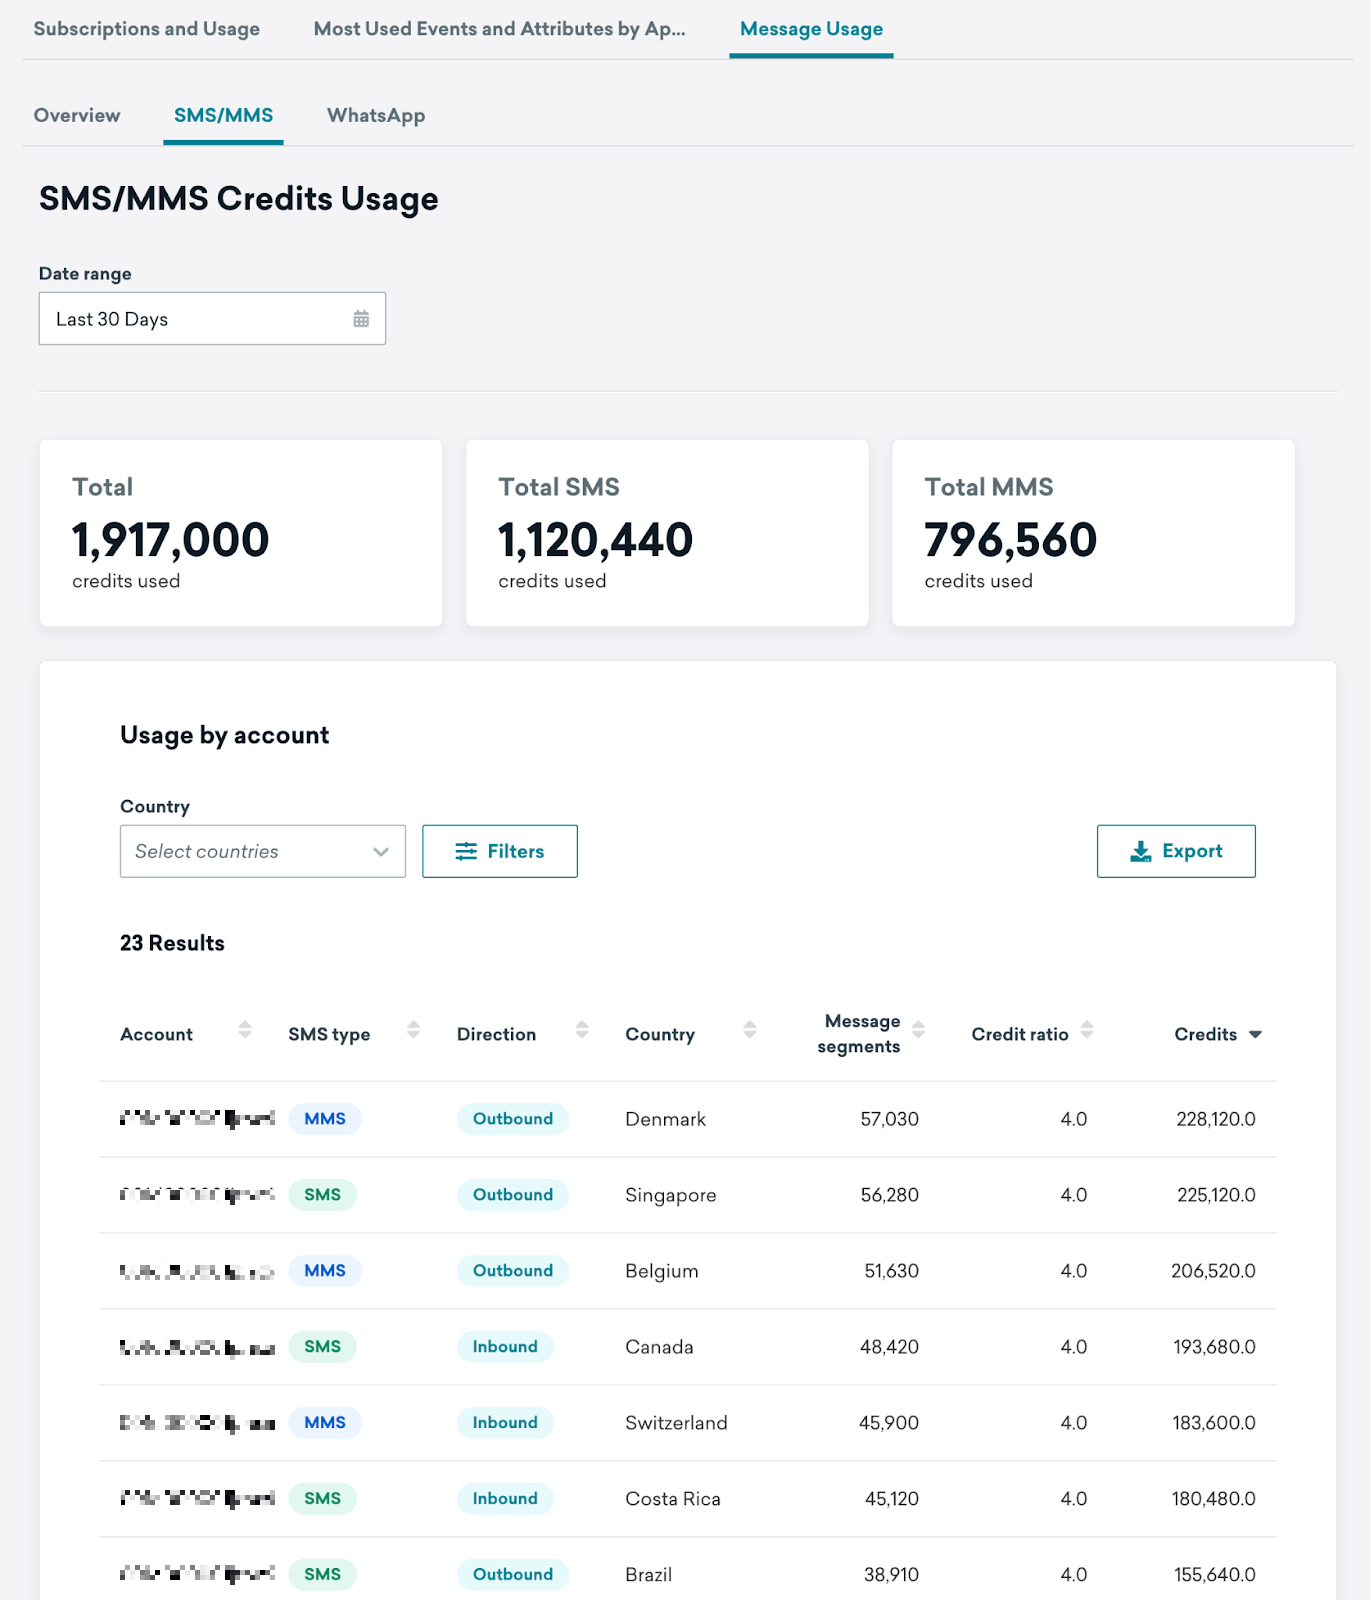 Subscriptions and Usage Most Used Events and Attributes by Ap... Message Usage
Overview SMS/MMS WhatsApp
SMS/MMS Credits Usage
Date range
Last 30 Days
Total Total SMS Total MMS
1,917,000 1,120,440 796,560
credits used credits used credits used
Usage by account
Country
Select countries Filters Export
23 Results
Account SMS type Direction Country Message segments Credit ratio Credits
MMS Outbound Denmark 57,030 4.0 228,120.0
SMS Outbound Singapore 56,280 4.0 225,120.0
MMS Outbound Belgium 51,630 4.0 206,520.0
SMS Inbound Canada 48,420 4.0 193,680.0
MMS Inbound Switzerland 45,900 4.0 183,600.0
SMS Inbound Costa Rica 45,120 4.0 180,480.0
SMS Outbound Brazil 38,910 4.0 155,640.0